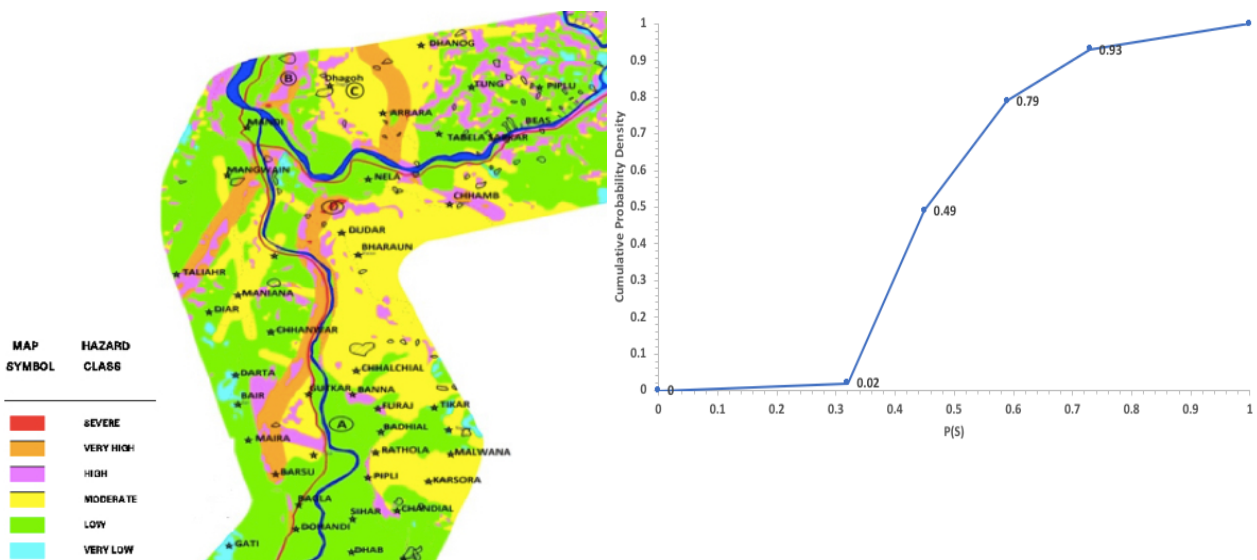 DHANOG
B
Dhagoh
C
TUNG
PIPLU
ARBARA
BEAS
MANDI
TABELA SARKAR
MANGWAIN
NELA
CHHAMB
D
DUDAR
BHARAUN
TALIAHR
MANIANA
DIAR
CHHANWAR
CHHALCHIAL
DARTA
GUTKAR
BANNA
BAIR
FURAJ
TIKAR
A
BADHIAL
MAIRA
RATHOLA
MALWANA
BARSU
PIPLI
KARSORA
BAGLA
SIHAR
CHANDIAL
DOHANDI
GATI
DHAB
MAP SYMBOL
HAZARD CLASS
SEVERE
VERY HIGH
HIGH
MODERATE
LOW
VERY LOW
Cumulative Probability Density
1
0.9
0.8
0.7
0.6
0.5
0.4
0.3
0.2
0.1
0
0
0.02
0.49
0.79
0.93
0 0.1 0.2 0.3 0.4 0.5 0.6 0.7 0.8 0.9 1
P(S)